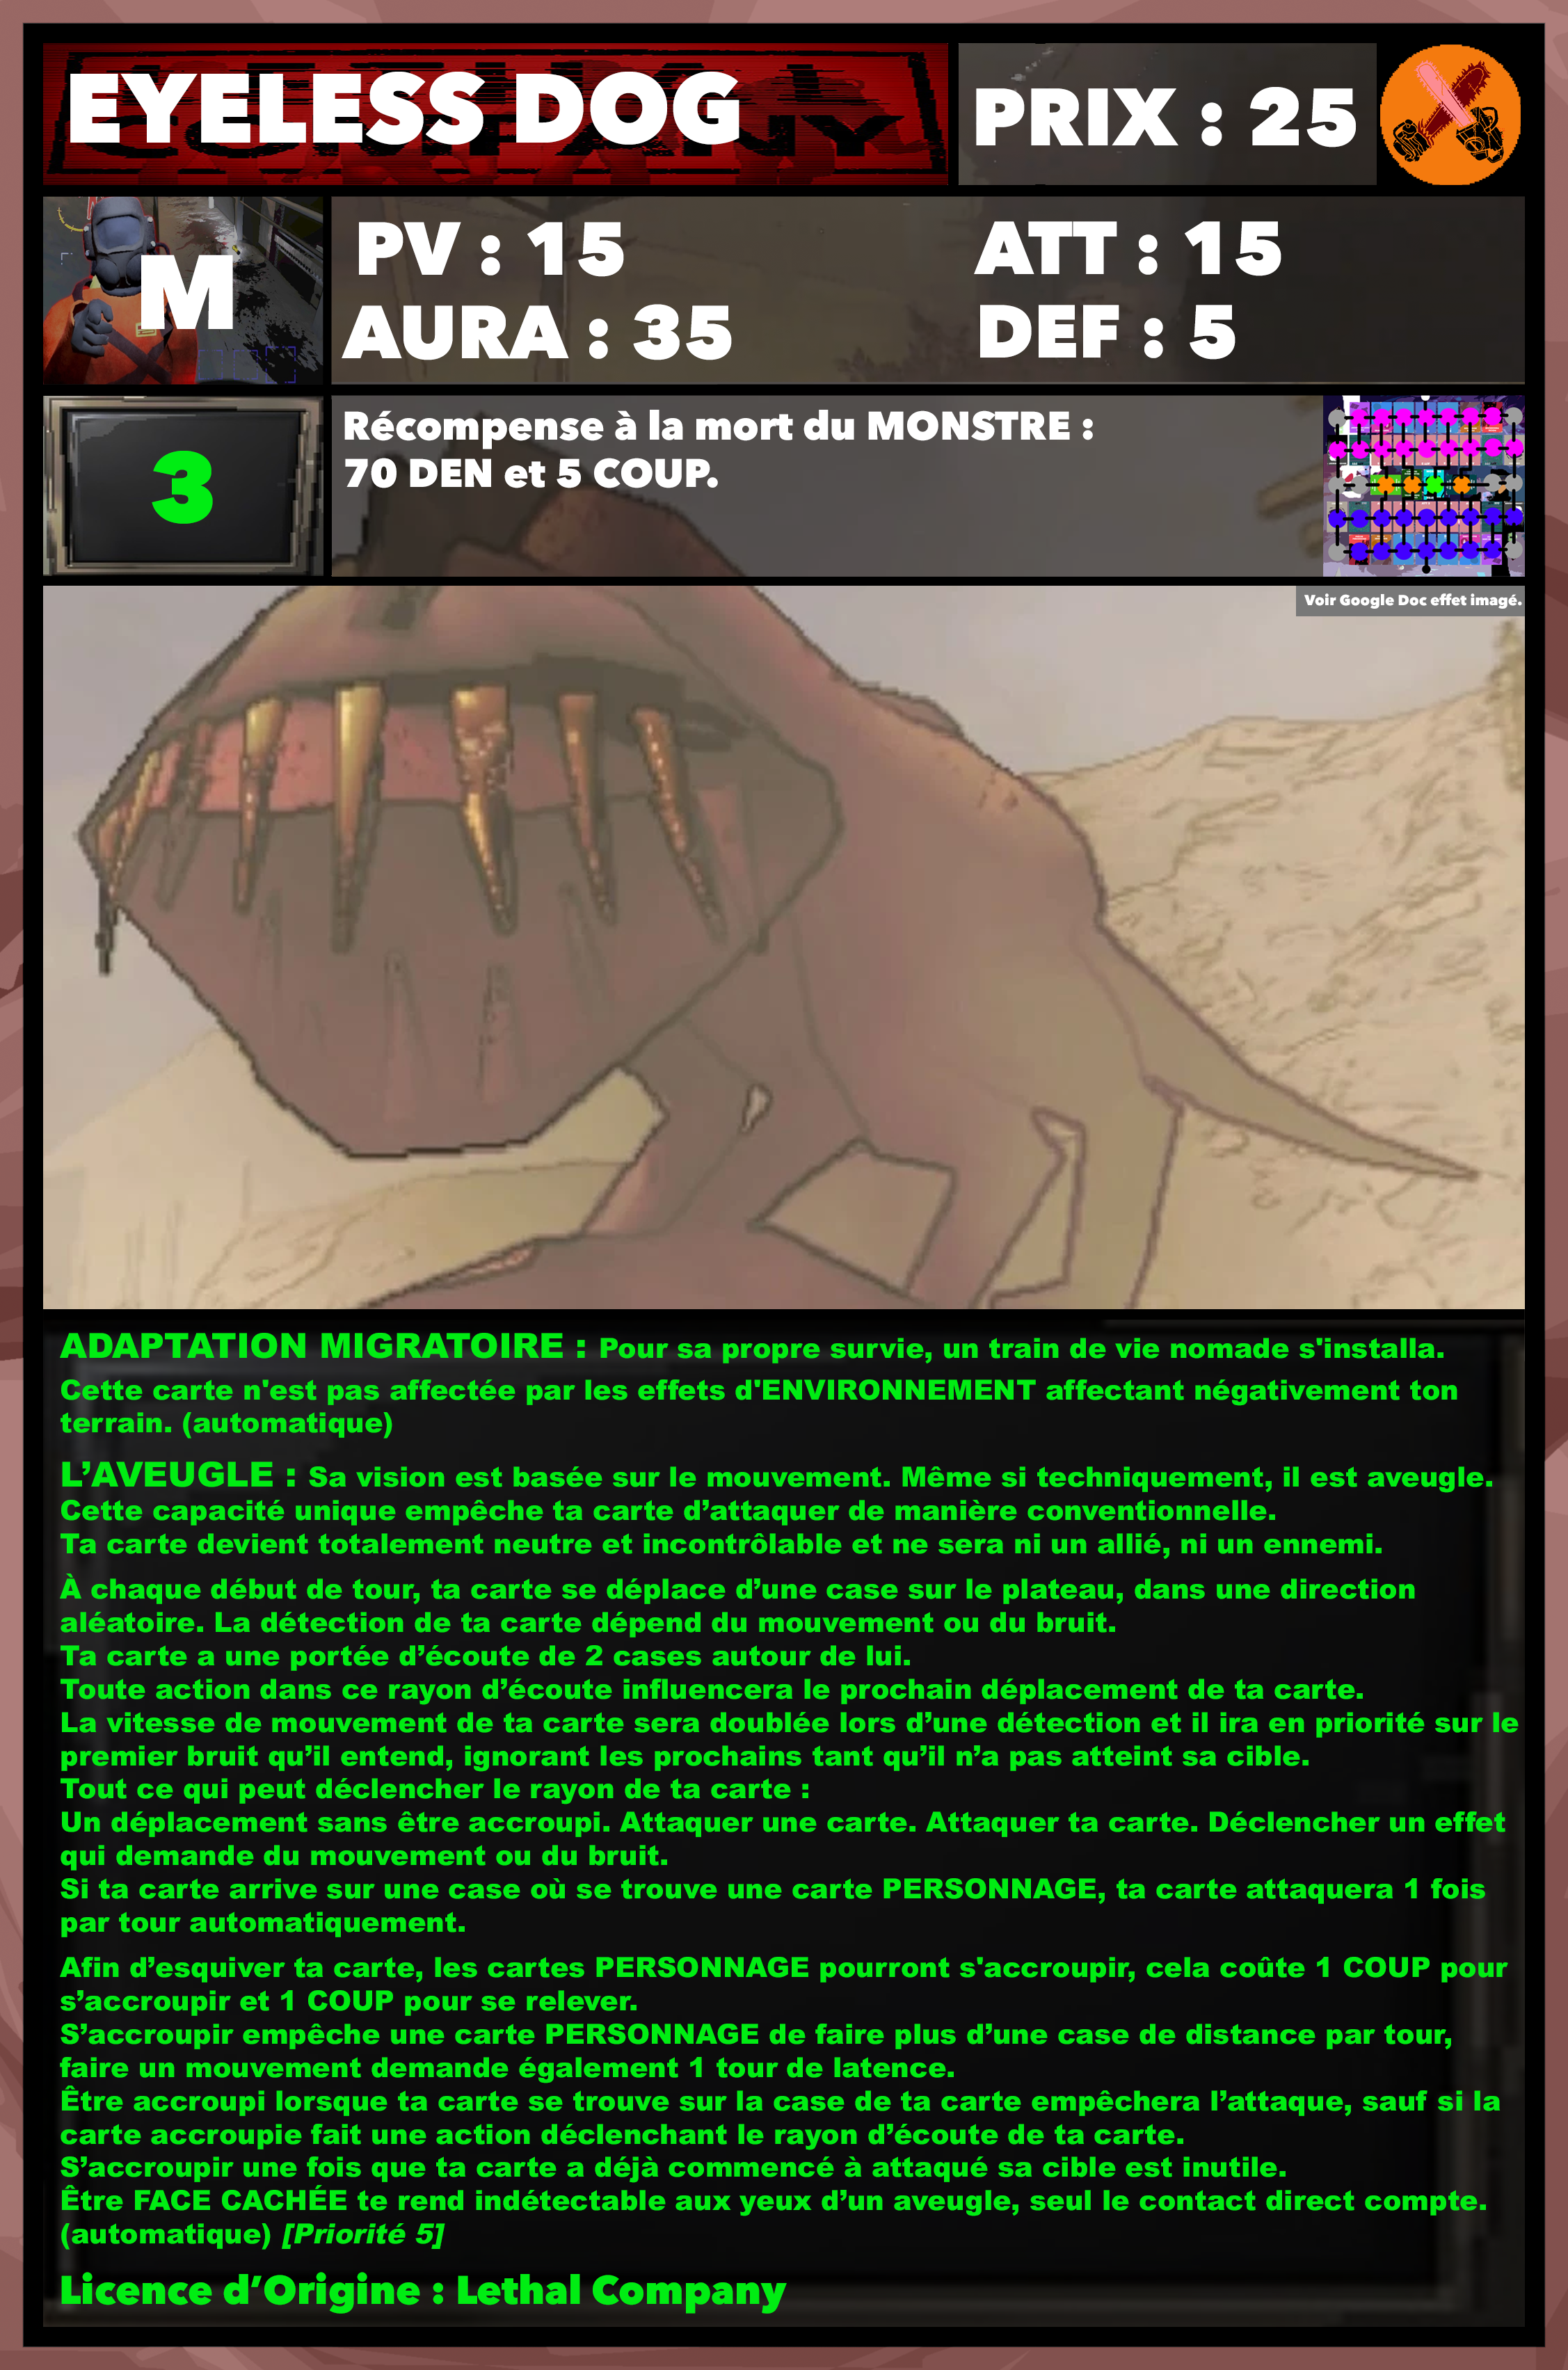 EYELESS DOG
PRIX : 25
M
PV : 15
ATT : 15
AURA : 35
DEF : 5
3
Récompense à la mort du MONSTRE :
70 DEN et 5 COUP.
Voir Google Doc effet imagé.
ADAPTATION MIGRATOIRE : Pour sa propre survie, un train de vie nomade s'installa.
Cette carte n'est pas affectée par les effets d'ENVIRONNEMENT affectant négativement ton
terrain. (automatique)
L’AVEUGLE : Sa vision est basée sur le mouvement. Même si techniquement, il est aveugle.
Cette capacité unique empêche ta carte d’attaquer de manière conventionnelle.
Ta carte devient totalement neutre et incontrôlable et ne sera ni un allié, ni un ennemi.
À chaque début de tour, ta carte se déplace d’une case sur le plateau, dans une direction
aléatoire. La détection de ta carte dépend du mouvement ou du bruit.
Ta carte a une portée d’écoute de 2 cases autour de lui.
Toute action dans ce rayon d’écoute influencera le prochain déplacement de ta carte.
La vitesse de mouvement de ta carte sera doublée lors d’une détection et il ira en priorité sur le
premier bruit qu’il entend, ignorant les prochains tant qu’il n’a pas atteint sa cible.
Tout ce qui peut déclencher le rayon de ta carte :
Un déplacement sans être accroupi. Attaquer une carte. Attaquer ta carte. Déclencher un effet
qui demande du mouvement ou du bruit.
Si ta carte arrive sur une case où se trouve une carte PERSONNAGE, ta carte attaquera 1 fois
par tour automatiquement.
Afin d’esquiver ta carte, les cartes PERSONNAGE pourront s'accroupir, cela coûte 1 COUP pour
s’accroupir et 1 COUP pour se relever.
S’accroupir empêche une carte PERSONNAGE de faire plus d’une case de distance par tour,
faire un mouvement demande également 1 tour de latence.
Être accroupi lorsque ta carte se trouve sur la case de ta carte empêchera l’attaque, sauf si la
carte accroupie fait une action déclenchant le rayon d’écoute de ta carte.
S’accroupir une fois que ta carte a déjà commencé à attaqué sa cible est inutile.
Être FACE CACHÉE te rend indétectable aux yeux d’un aveugle, seul le contact direct compte.
(automatique) [Priorité 5]
Licence d’Origine : Lethal Company